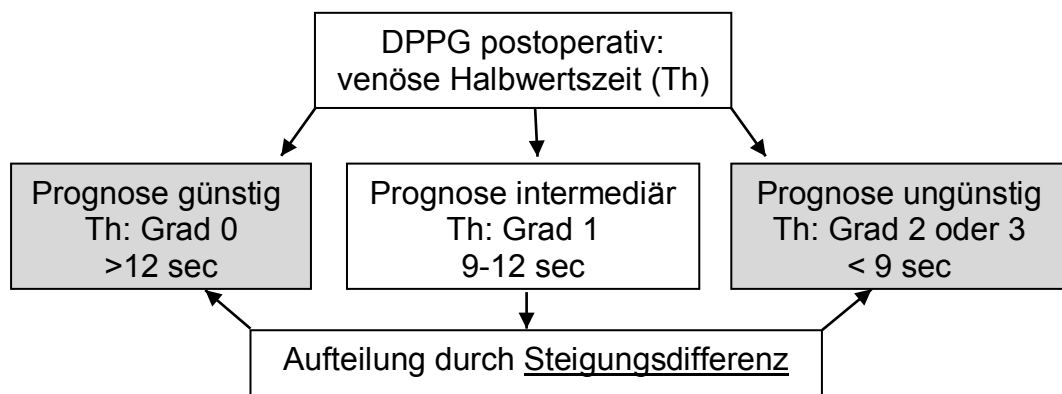 DPPG postoperativ:
venöse Halbwertszeit (Th)
Prognose günstig
Th: Grad 0
>12 sec
Prognose intermediär
Th: Grad 1
9-12 sec
Prognose ungünstig
Th: Grad 2 oder 3
< 9 sec
Aufteilung durch Steigungsdifferenz